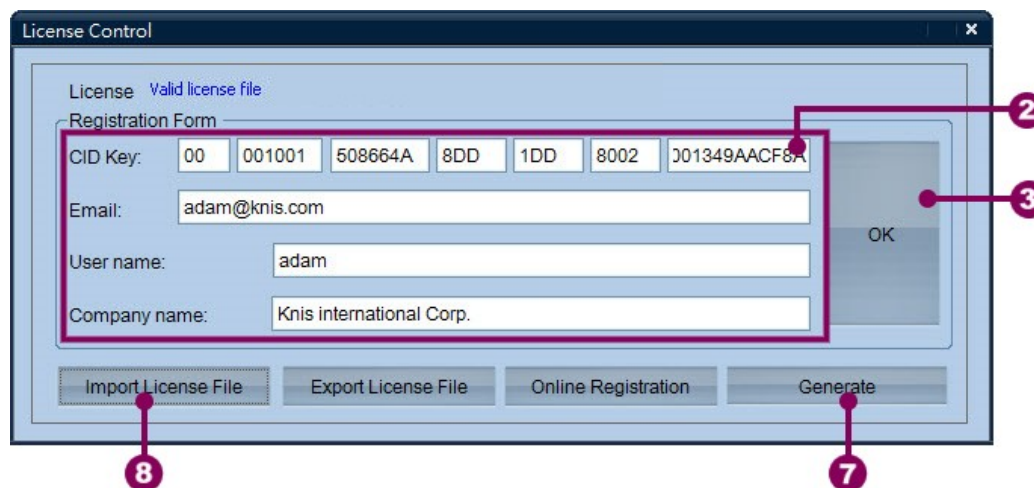 License Control
License Valid license file
Registration Form
2
CID Key: 00 001001 508664A 8DD 1DD 8002 001349AACF8A
3
Email: adam@knis.com
OK
User name: adam
Company name: Knis international Corp.
Import License File Export License File Online Registration Generate
8 7